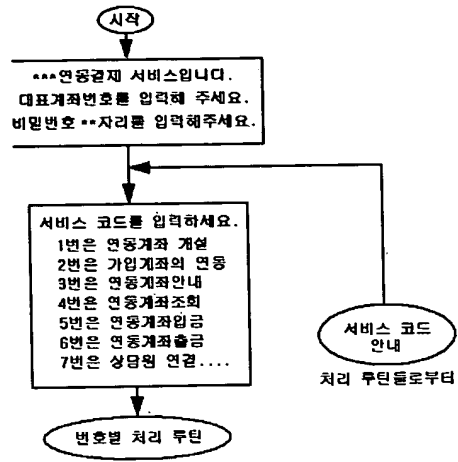 시작
***연동결제 서비스입니다.
대표계좌번호를 입력해 주세요.
비밀번호 **자리를 입력해주세요.
서비스 코드를 입력하세요.
1번은 연동계좌 개설
2번은 가입계좌의 연동
3번은 연동계좌안내
4번은 연동계좌조회
5번은 연동계좌입금
6번은 연동계좌출금
7번은 상담원 연결....
서비스 코드
안내
처리 루틴들로부터
번호별 처리 루틴